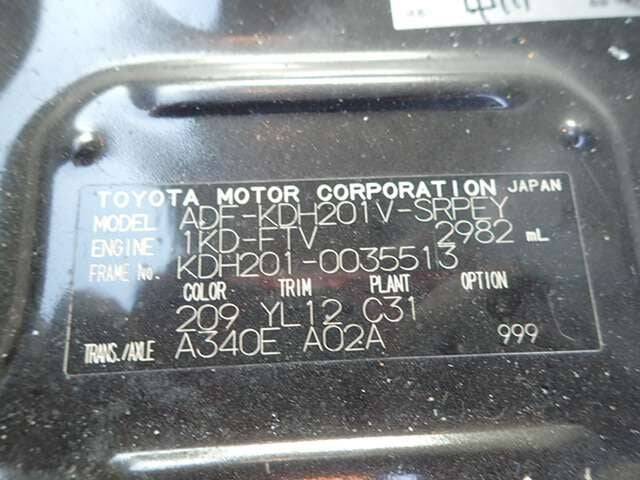 TOYOTA MOTOR CORPORATION JAPAN
MODEL ADF-KDH201V-SRPEY
ENGINE 1KD-FTV 2982 mL
FRAME No. KDH201-0035513
COLOR TRIM PLANT OPTION
209 YL12 C31
TRANS./AXLE A340E A02A 999